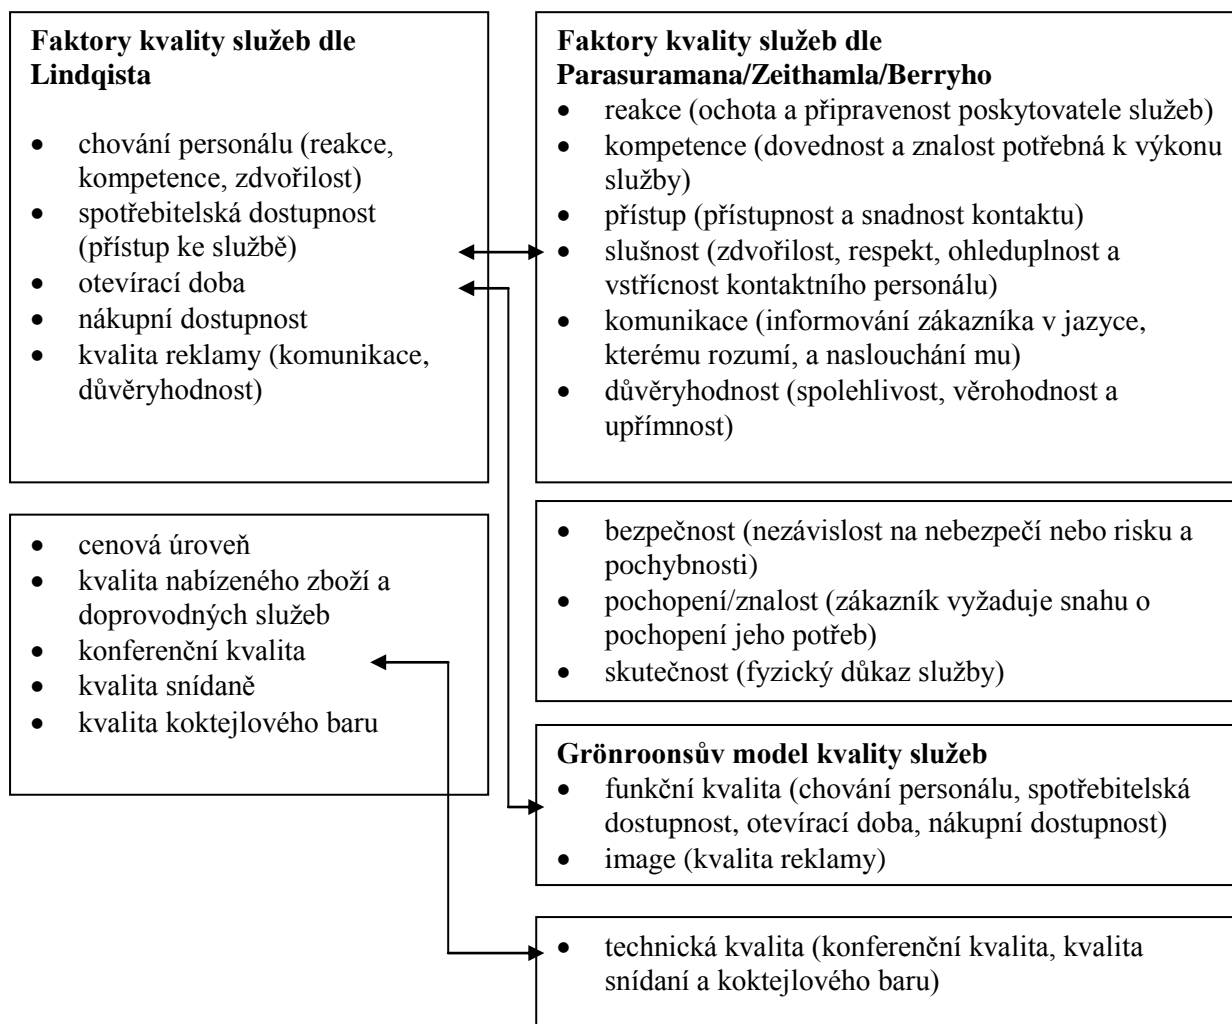 Faktory kvality služeb dle
Lindqista
• chování personálu (reakce,
kompetence, zdvořilost)
• spotřebitelská dostupnost
(přístup ke službě)
• otevírací doba
• nákupní dostupnost
• kvalita reklamy (komunikace,
důvěryhodnost)
Faktory kvality služeb dle
Parasuramana/Zeithamla/Berryho
• reakce (ochota a připravenost poskytovatele služeb)
• kompetence (dovednost a znalost potřebná k výkonu
služby)
• přístup (přístupnost a snadnost kontaktu)
• slušnost (zdvořilost, respekt, ohleduplnost a
vstřícnost kontaktního personálu)
• komunikace (informování zákazníka v jazyce,
kterému rozumí, a naslouchání mu)
• důvěryhodnost (spolehlivost, věrohodnost a
upřímnost)
• cenová úroveň
• kvalita nabízeného zboží a
doprovodných služeb
• konferenční kvalita
• kvalita snídaně
• kvalita koktejlového baru
• bezpečnost (nezávislost na nebezpečí nebo risku a
pochybnosti)
• pochopení/znalost (zákazník vyžaduje snahu o
pochopení jeho potřeb)
• skutečnost (fyzický důkaz služby)
Grönroonsův model kvality služeb
• funkční kvalita (chování personálu, spotřebitelská
dostupnost, otevírací doba, nákupní dostupnost)
• image (kvalita reklamy)
• technická kvalita (konferenční kvalita, kvalita
snídaní a koktejlového baru)